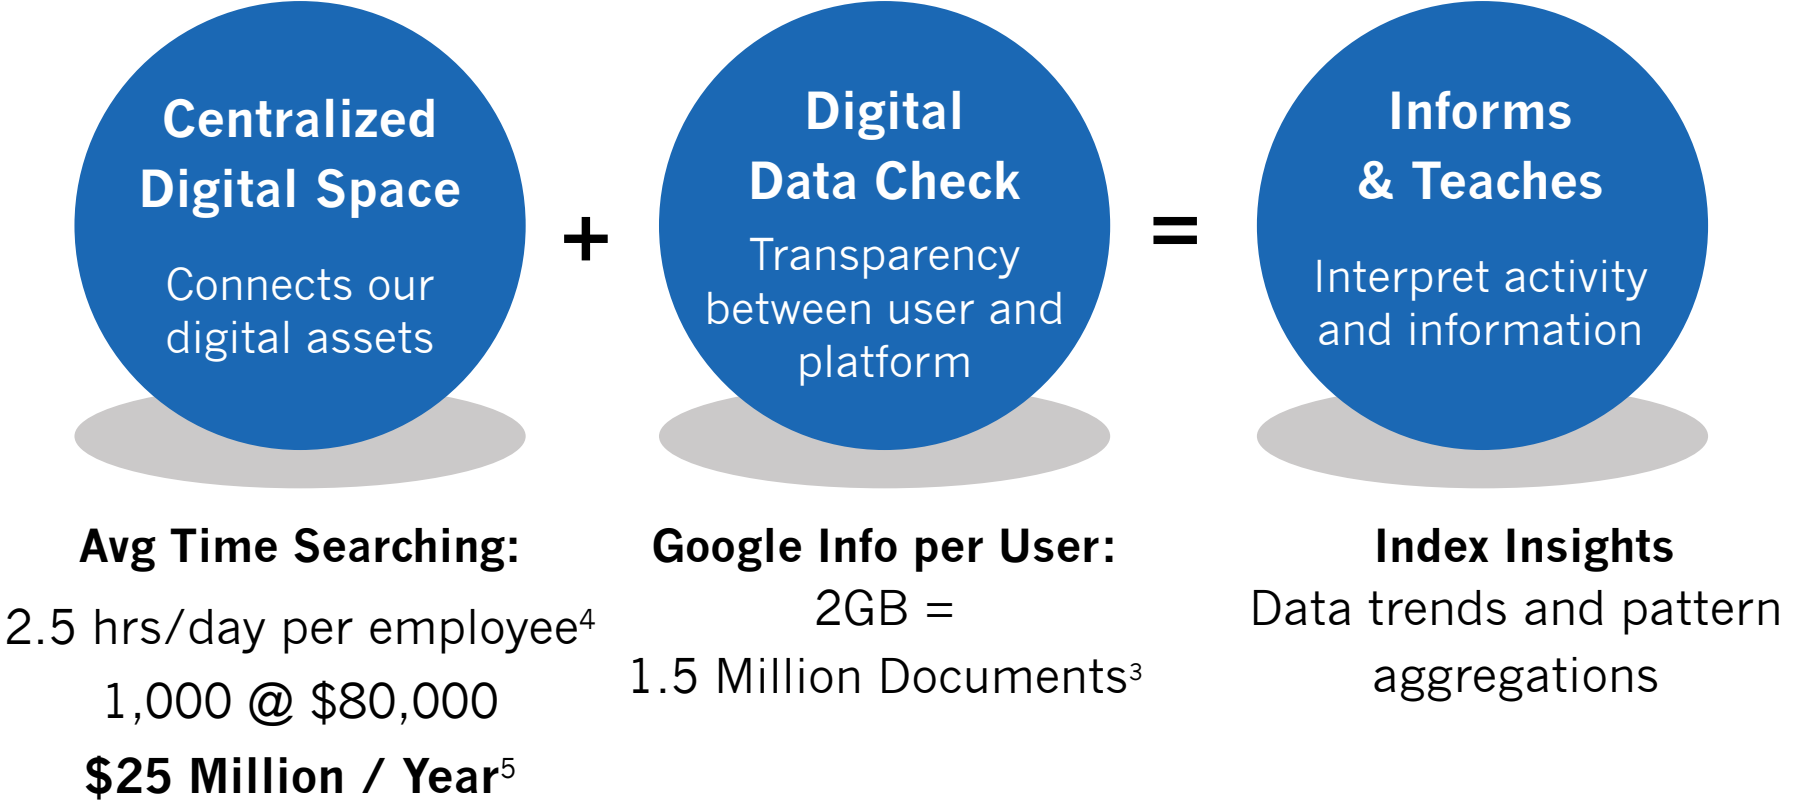 Centralized
Digital Space
Connects our
digital assets
+
Digital
Data Check
Transparency
between user and
platform
=
Informs
& Teaches
Interpret activity
and information
Avg Time Searching:
2.5 hrs/day per employee⁴
1,000 @ $80,000
$25 Million / Year⁵
Google Info per User:
2GB =
1.5 Million Documents³
Index Insights
Data trends and pattern
aggregations